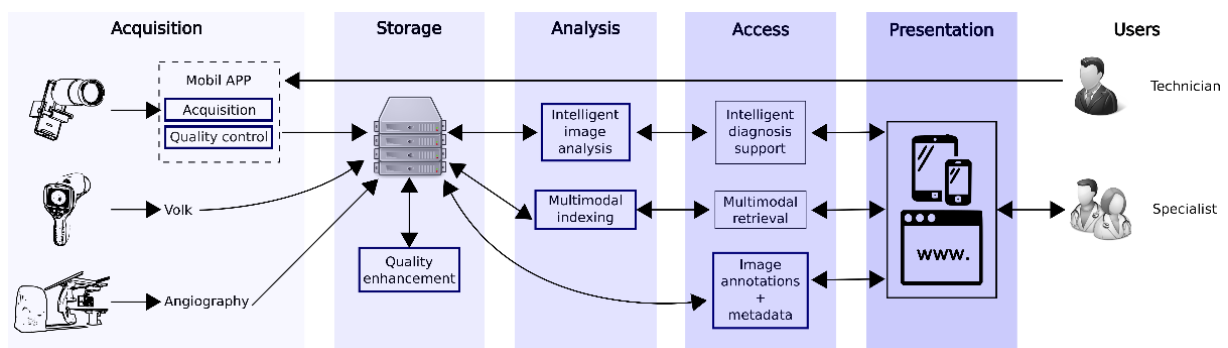 Acquisition
Storage
Analysis
Access
Presentation
Users
Mobil APP
Acquisition
Quality control
Volk
Angiography
Quality
enhancement
Intelligent
image
analysis
Multimodal
indexing
Intelligent
diagnosis
support
Multimodal
retrieval
Image
annotations
+
metadata
www.
Technician
Specialist